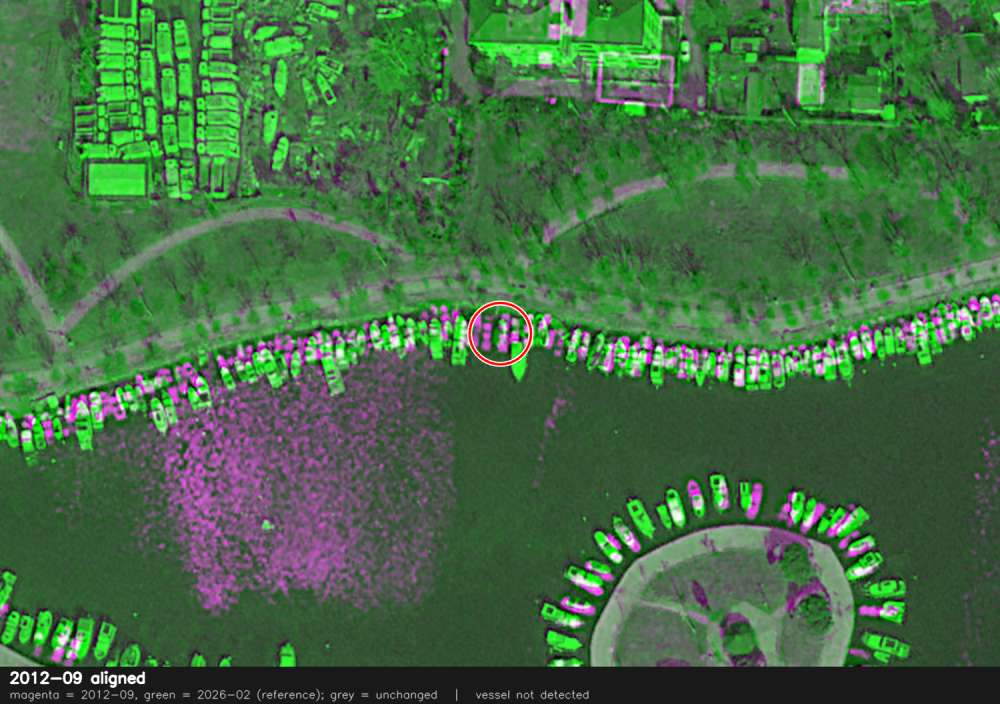 2012-09 aligned
magenta = 2012-09, green = 2026-02 (reference); grey = unchanged | vessel not detected